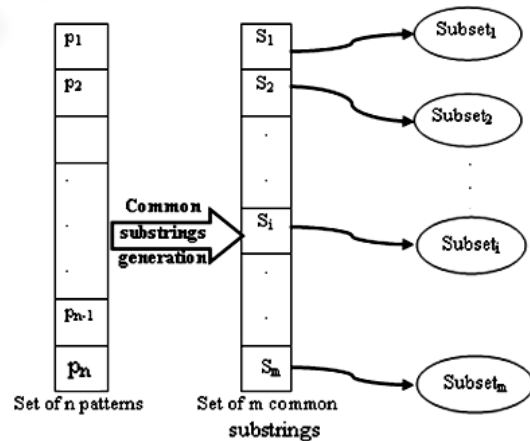 p1
p2
.
.
.
pn-1
pn
Set of n patterns
Common
substrings
generation
S1
S2
.
.
Si
.
.
Sm
Set of m common
substrings
Subset1
Subset2
.
.
.
Subseti
Subsetm